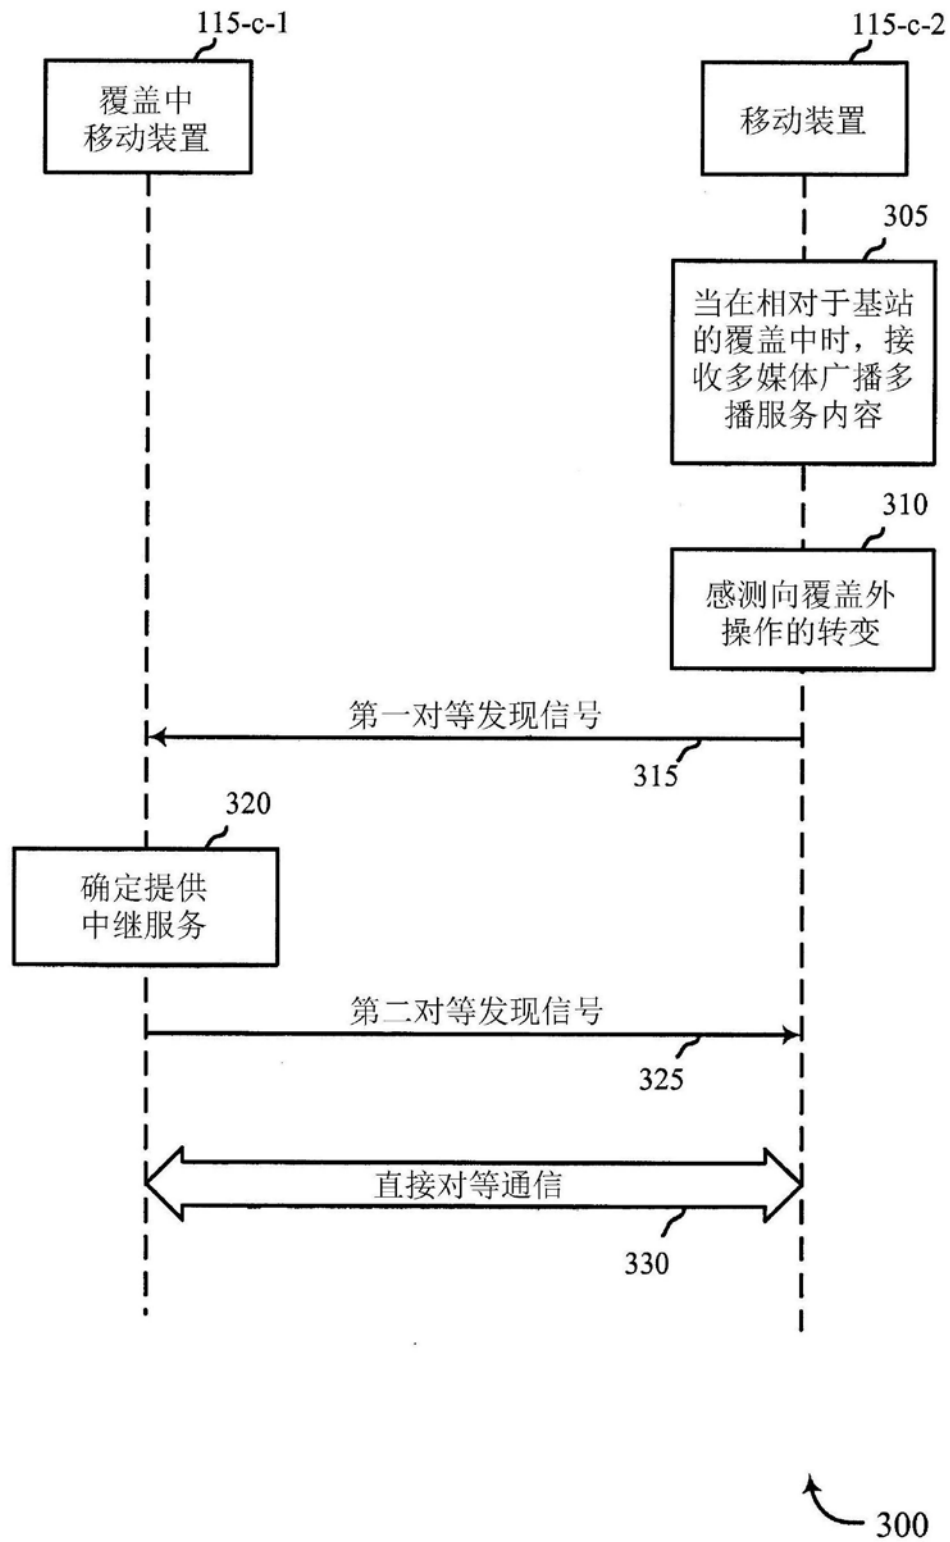 115-c-1
115-c-2
覆盖中
移动装置
移动装置
305
当在相对于基站
的覆盖中时，接
收多媒体广播多
播服务内容
310
感测向覆盖外
操作的转变
第一对等发现信号
315
320
确定提供
中继服务
第二对等发现信号
325
直接对等通信
330
300